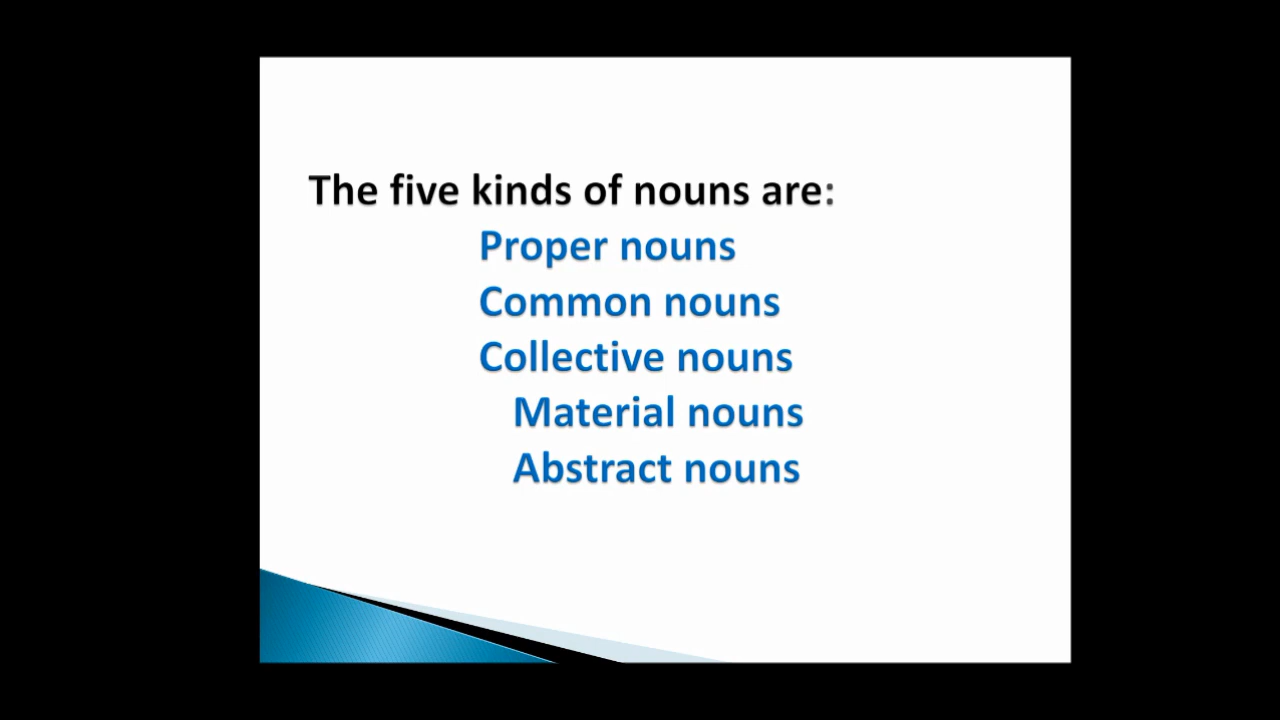 The five kinds of nouns are:
Proper nouns
Common nouns
Collective nouns
Material nouns
Abstract nouns